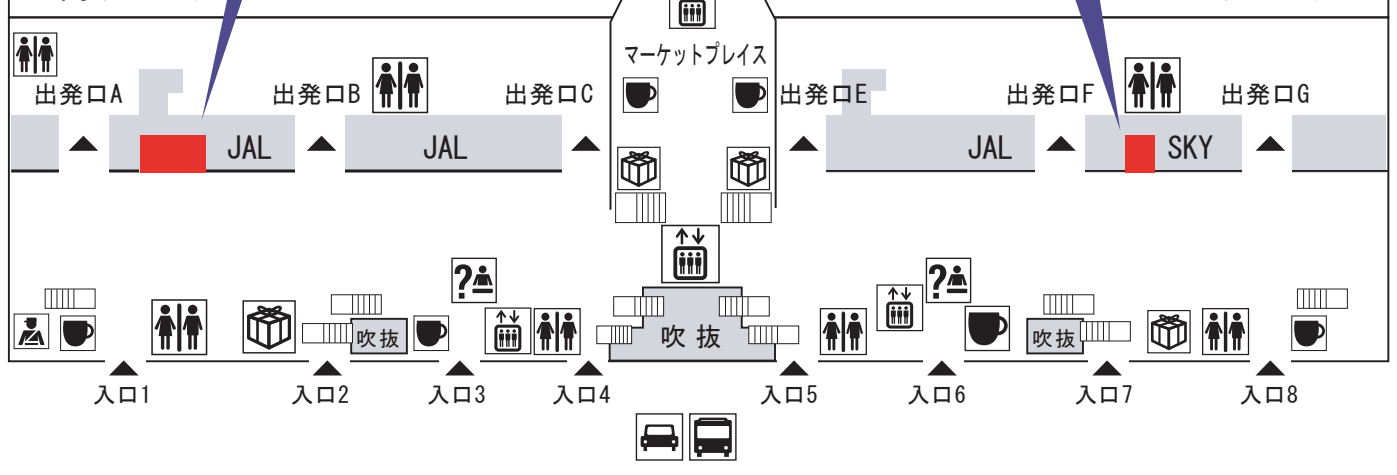 マーケットプレイス
出発口A
出発口B
出発口C
出発口E
出発口F
出発口G
JAL
JAL
JAL
SKY
?
?
吹抜
吹抜
吹抜
入口1
入口2
入口3
入口4
入口5
入口6
入口7
入口8